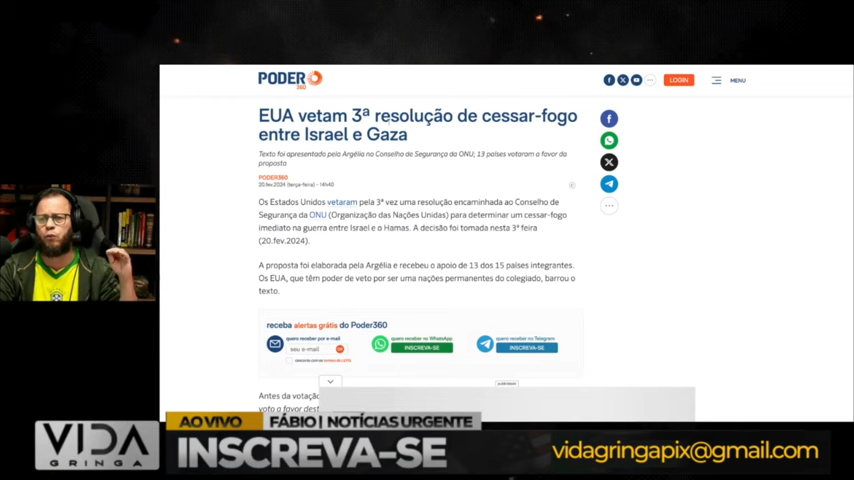 PODER
360
LOGIN
MENU
EUA vetam 3ª resolução de cessar-fogo
entre Israel e Gaza
Texto foi apresentado pela Argélia no Conselho de Segurança da ONU; 13 países votaram a favor da
proposta
PODER360
20.fev.2024 (terça-feira) - 14h40
Os Estados Unidos vetaram pela 3ª vez uma resolução encaminhada ao Conselho de
Segurança da ONU (Organização das Nações Unidas) para determinar um cessar-fogo
imediato na guerra entre Israel e o Hamas. A decisão foi tomada nesta 3ª feira
(20.fev.2024).
A proposta foi elaborada pela Argélia e recebeu o apoio de 13 dos 15 países integrantes.
Os EUA, que têm poder de veto por ser uma nações permanentes do colegiado, barrou o
texto.
receba alertas grátis do Poder360
quero receber por e-mail
seu e-mail
quero receber no WhatsApp
INSCREVA-SE
quero receber no Telegram
INSCREVA-SE
Antes da votação
voto a favor dest
AO VIVO FÁBIO | NOTÍCIAS URGENTE
VIDA
GRINGA
INSCREVA-SE
vidagringapix@gmail.com